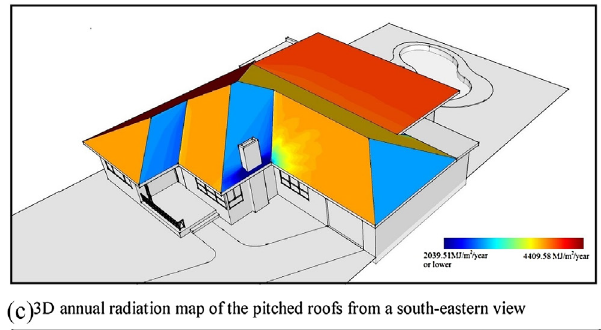 2039.51MJ/m²/year
or lower
4409.58 MJ/m²/year
(c)3D annual radiation map of the pitched roofs from a south-eastern view